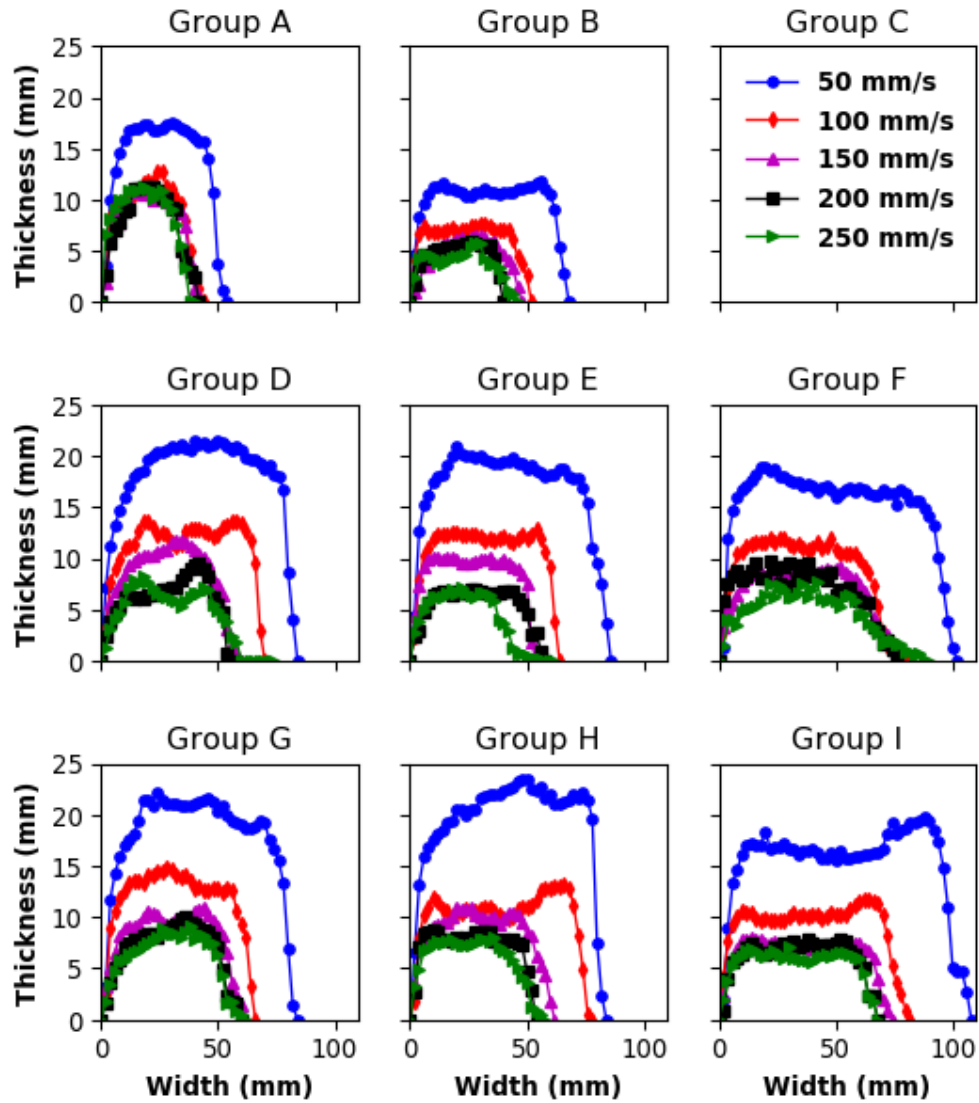 Group A
Group B
Group C
25
20
15
10
5
0
Thickness (mm)
50 mm/s
100 mm/s
150 mm/s
200 mm/s
250 mm/s
Group D
Group E
Group F
25
20
15
10
5
0
Thickness (mm)
Group G
Group H
Group I
25
20
15
10
5
0
Thickness (mm)
0 50 100
0 50 100
0 50 100
Width (mm)
Width (mm)
Width (mm)